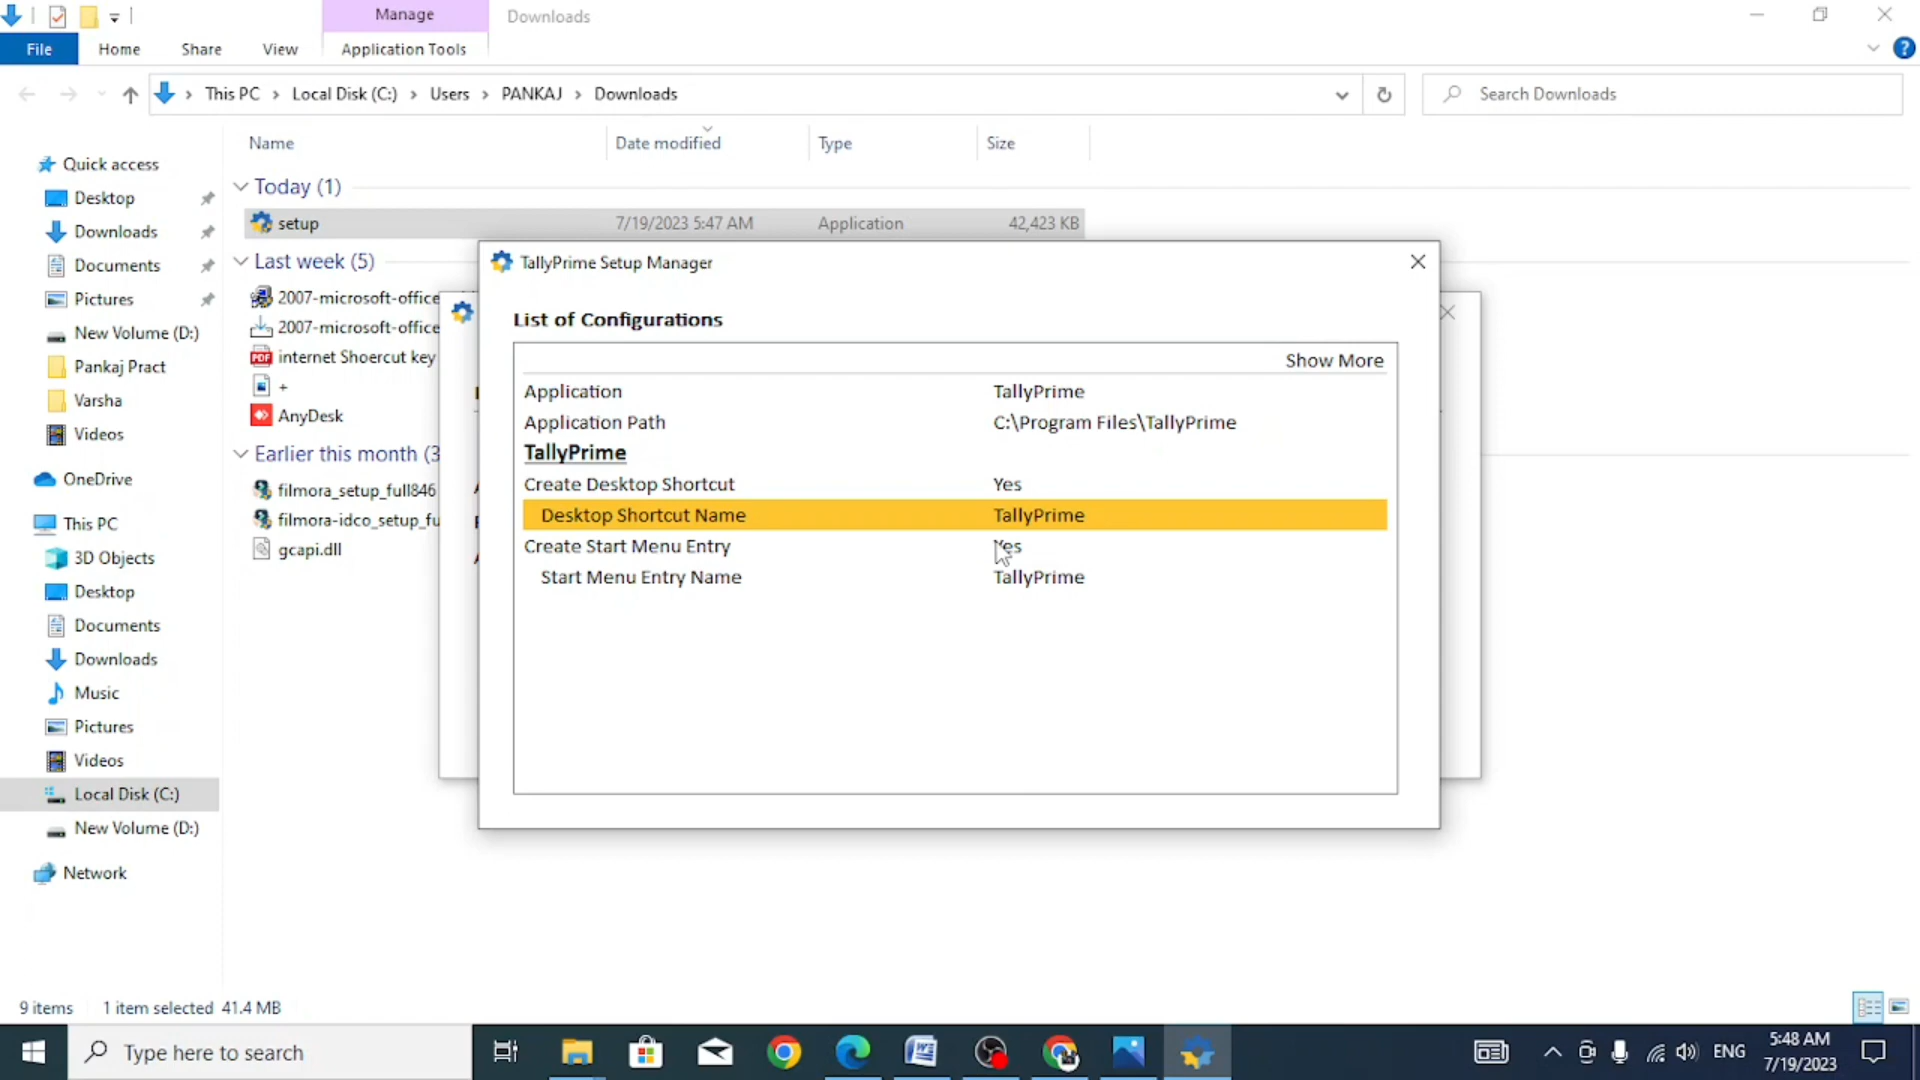 Manage
Downloads
File
Home
Share
View
Application Tools
This PC
Local Disk (C:)
Users
PANKAJ
Downloads
Search Downloads
Name
Date modified
Type
Size
Quick access
Desktop
Downloads
Documents
Pictures
New Volume (D:)
Pankaj Pract
Varsha
Videos
OneDrive
This PC
3D Objects
Desktop
Documents
Downloads
Music
Pictures
Videos
Local Disk (C:)
New Volume (D:)
Network
Today (1)
setup 7/19/2023 5:47 AM Application 42,423 KB
Last week (5)
2007-microsoft-office
2007-microsoft-office
PDF
internet Shoercut key
+
AnyDesk
Earlier this month (3
filmora_setup_full846
filmora-idco_setup_fu
gcapi.dll
TallyPrime Setup Manager
List of Configurations
Show More
Application TallyPrime
Application Path C:\Program Files\TallyPrime
TallyPrime
Create Desktop Shortcut Yes
Desktop Shortcut Name TallyPrime
Create Start Menu Entry Yes
Start Menu Entry Name TallyPrime
9 items 1 item selected 41.4 MB
Type here to search
ENG
5:48 AM
7/19/2023